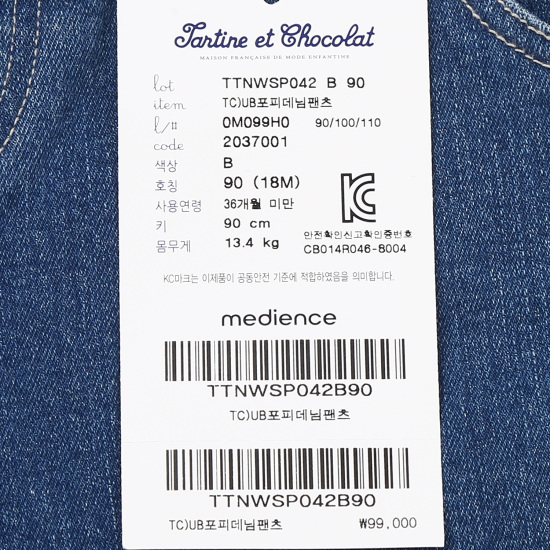 Tartine et Chocolat
MAISON FRANÇAISE DE MODE ENFANTINE
lot TTNWSP042 B 90
item TC)UB포피데님팬츠
l/# 0M099H0 90/100/110
code 2037001
색상 B
호칭 90 (18M)
사용연령 36개월 미만
키 90 cm
몸무게 13.4 kg
안전확인신고확인증번호
CB014R046-8004
KC마크는 이제품이 공동안전 기준에 적합하였음을 의미합니다.
medience
TTNWSP042B90
TC)UB포피데님팬츠
TTNWSP042B90
TC)UB포피데님팬츠 ₩99,000